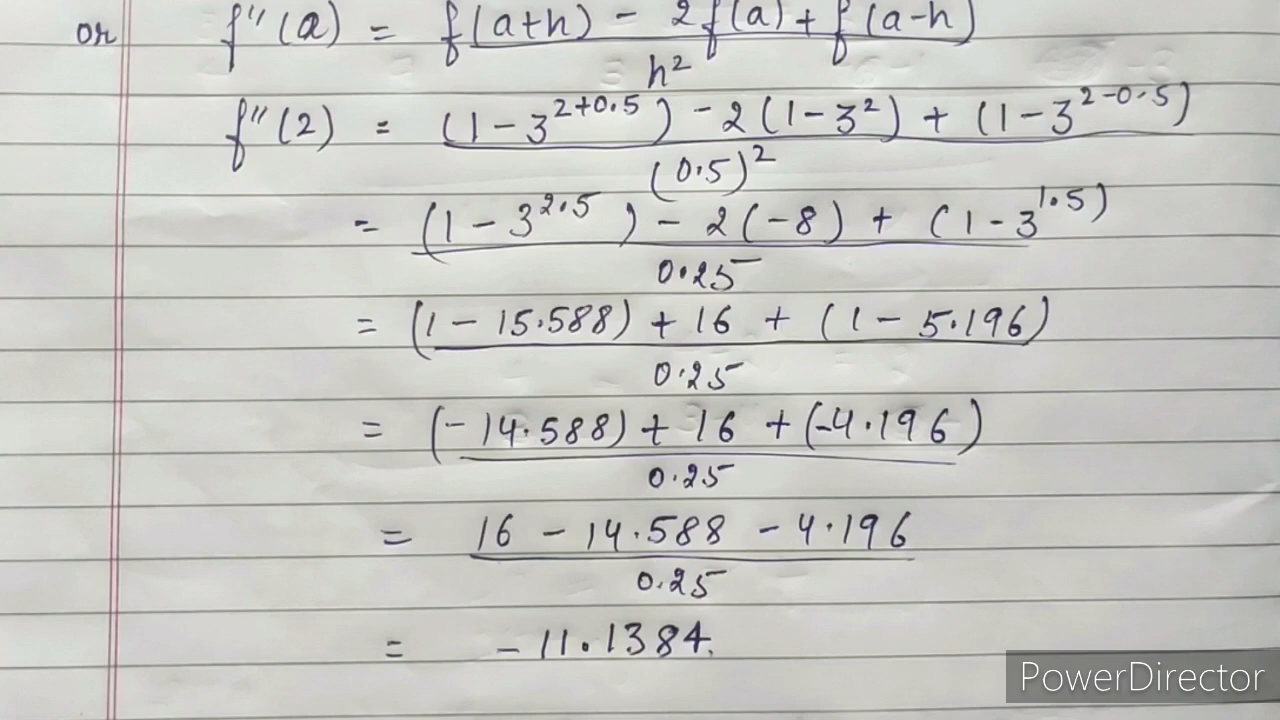 or f''(a) = f(a+h) - 2f(a) + f(a-h)
h²
f''(2) = (1-3^{2+0.5}) - 2(1-3²) + (1-3^{2-0.5})
(0.5)²
= (1-3^{2.5}) - 2(-8) + (1-3^{1.5})
0.25
= (1 - 15.588) + 16 + (1 - 5.196)
0.25
= (-14.588) + 16 + (-4.196)
0.25
= 16 - 14.588 - 4.196
0.25
= -11.1384.
PowerDirector